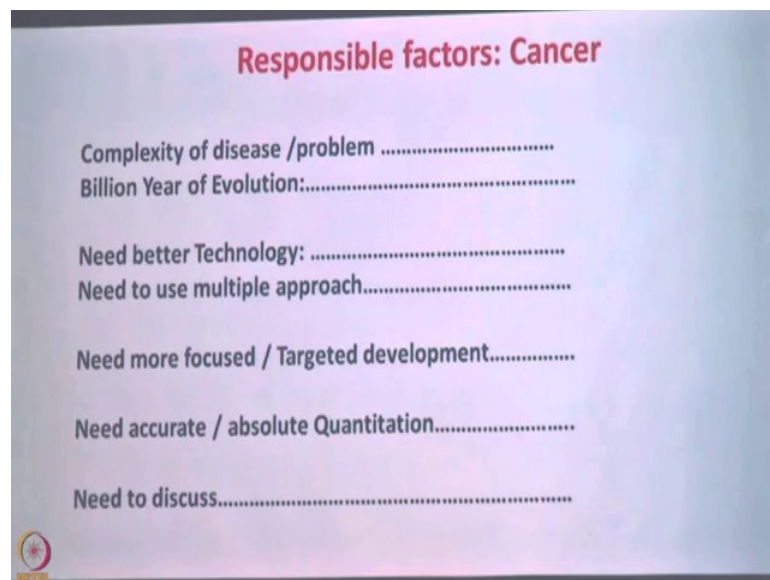 Responsible factors: Cancer
Complexity of disease /problem .................................
Billion Year of Evolution:....................................................
Need better Technology: .................................................
Need to use multiple approach........................................
Need more focused / Targeted development................
Need accurate / absolute Quantitation...........................
Need to discuss....................................................................